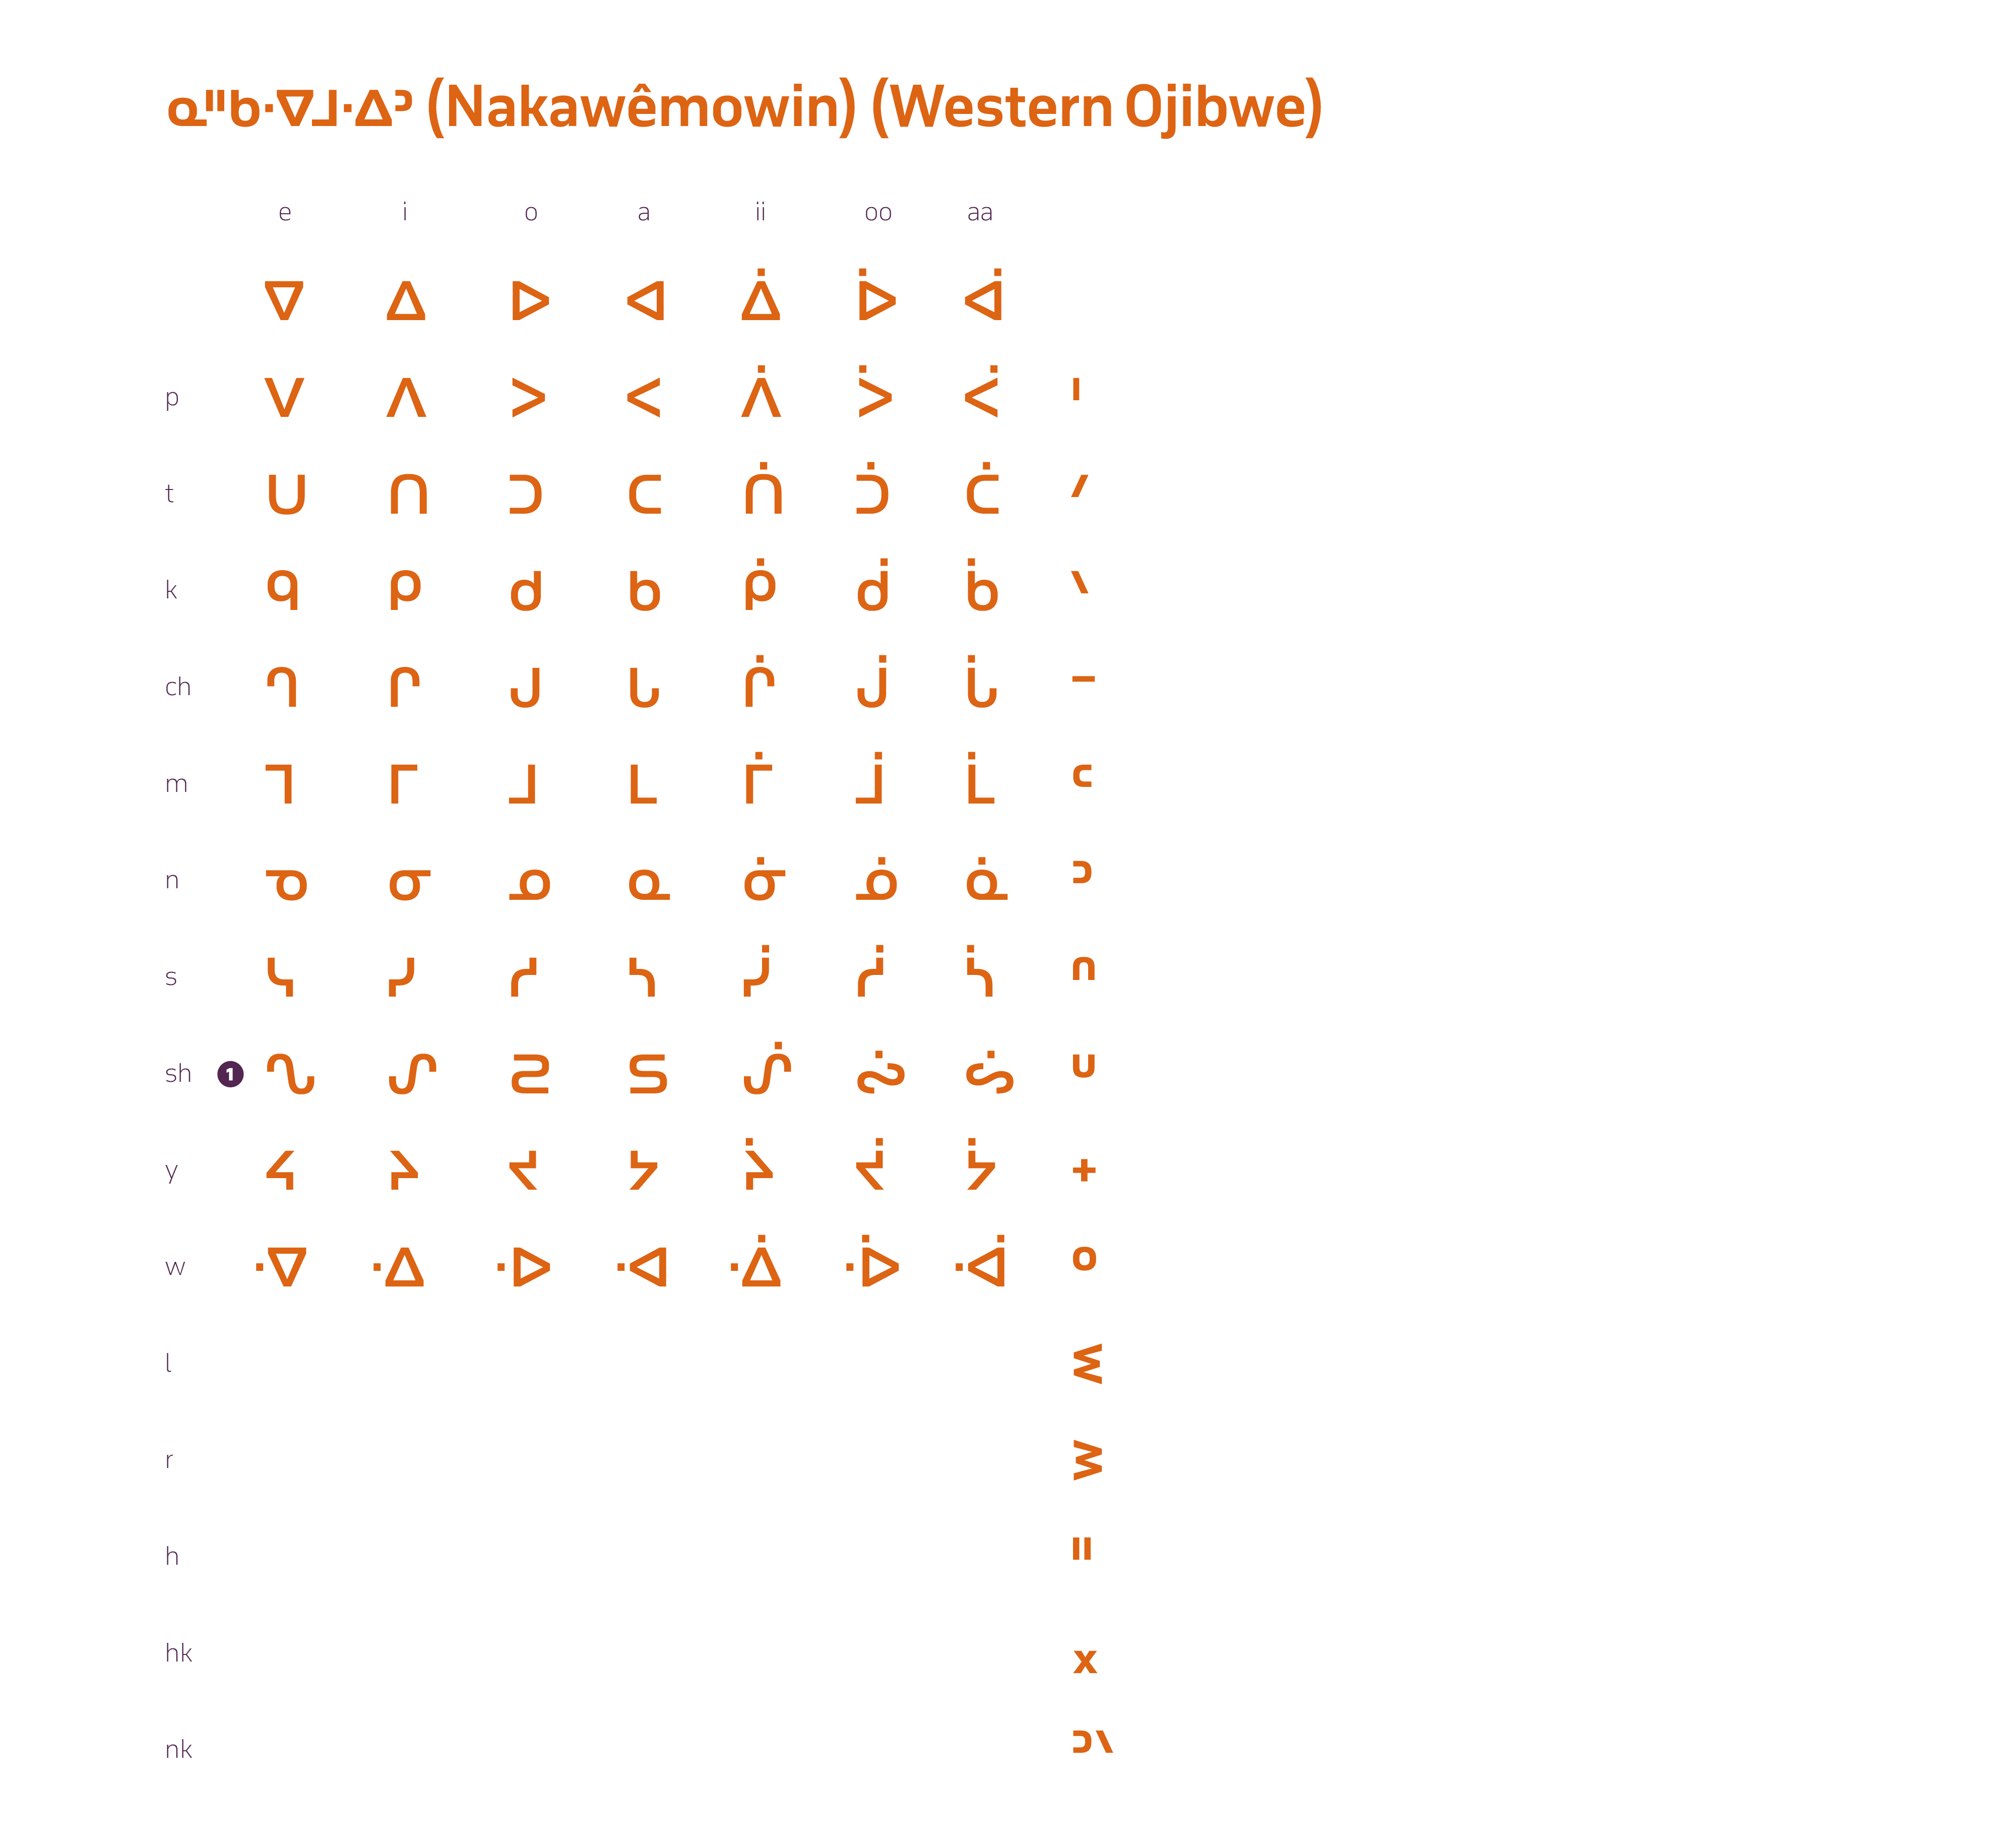 ᓇᐦᑲᐌᒧᐎᐣ (Nakawêmowin) (Western Ojibwe)
e i o a ii oo aa
ᐁ ᐃ ᐅ ᐊ ᐄ ᐆ ᐋ
p ᐯ ᐱ ᐳ ᐸ ᐲ ᐴ ᐹ ᑊ
t ᑌ ᑎ ᑐ ᑕ ᑏ ᑑ ᑖ ᐟ
k ᑫ ᑭ ᑯ ᑲ ᑮ ᑰ ᑳ ᐠ
ch ᒉ ᒋ ᒍ ᒐ ᒌ ᒎ ᒑ ᐨ
m ᒣ ᒥ ᒧ ᒪ ᒦ ᒨ ᒫ ᒼ
n ᓀ ᓂ ᓄ ᓇ ᓃ ᓅ ᓈ ᐣ
s ᓭ ᓯ ᓱ ᓴ ᓰ ᓲ ᓵ ᐢ
sh 1 ᔐ ᔑ ᔓ ᔕ ᔒ ᔔ ᔖ ᐡ
y ᔦ ᔨ ᔪ ᔭ ᔩ ᔫ ᔮ ᐩ
w ᐌ ᐎ ᐒ ᐗ ᐐ ᐔ ᐙ ᐤ
l ᓬ
r ᕒ
h ᐦ
hk ᕽ
nk ᐣᐠ